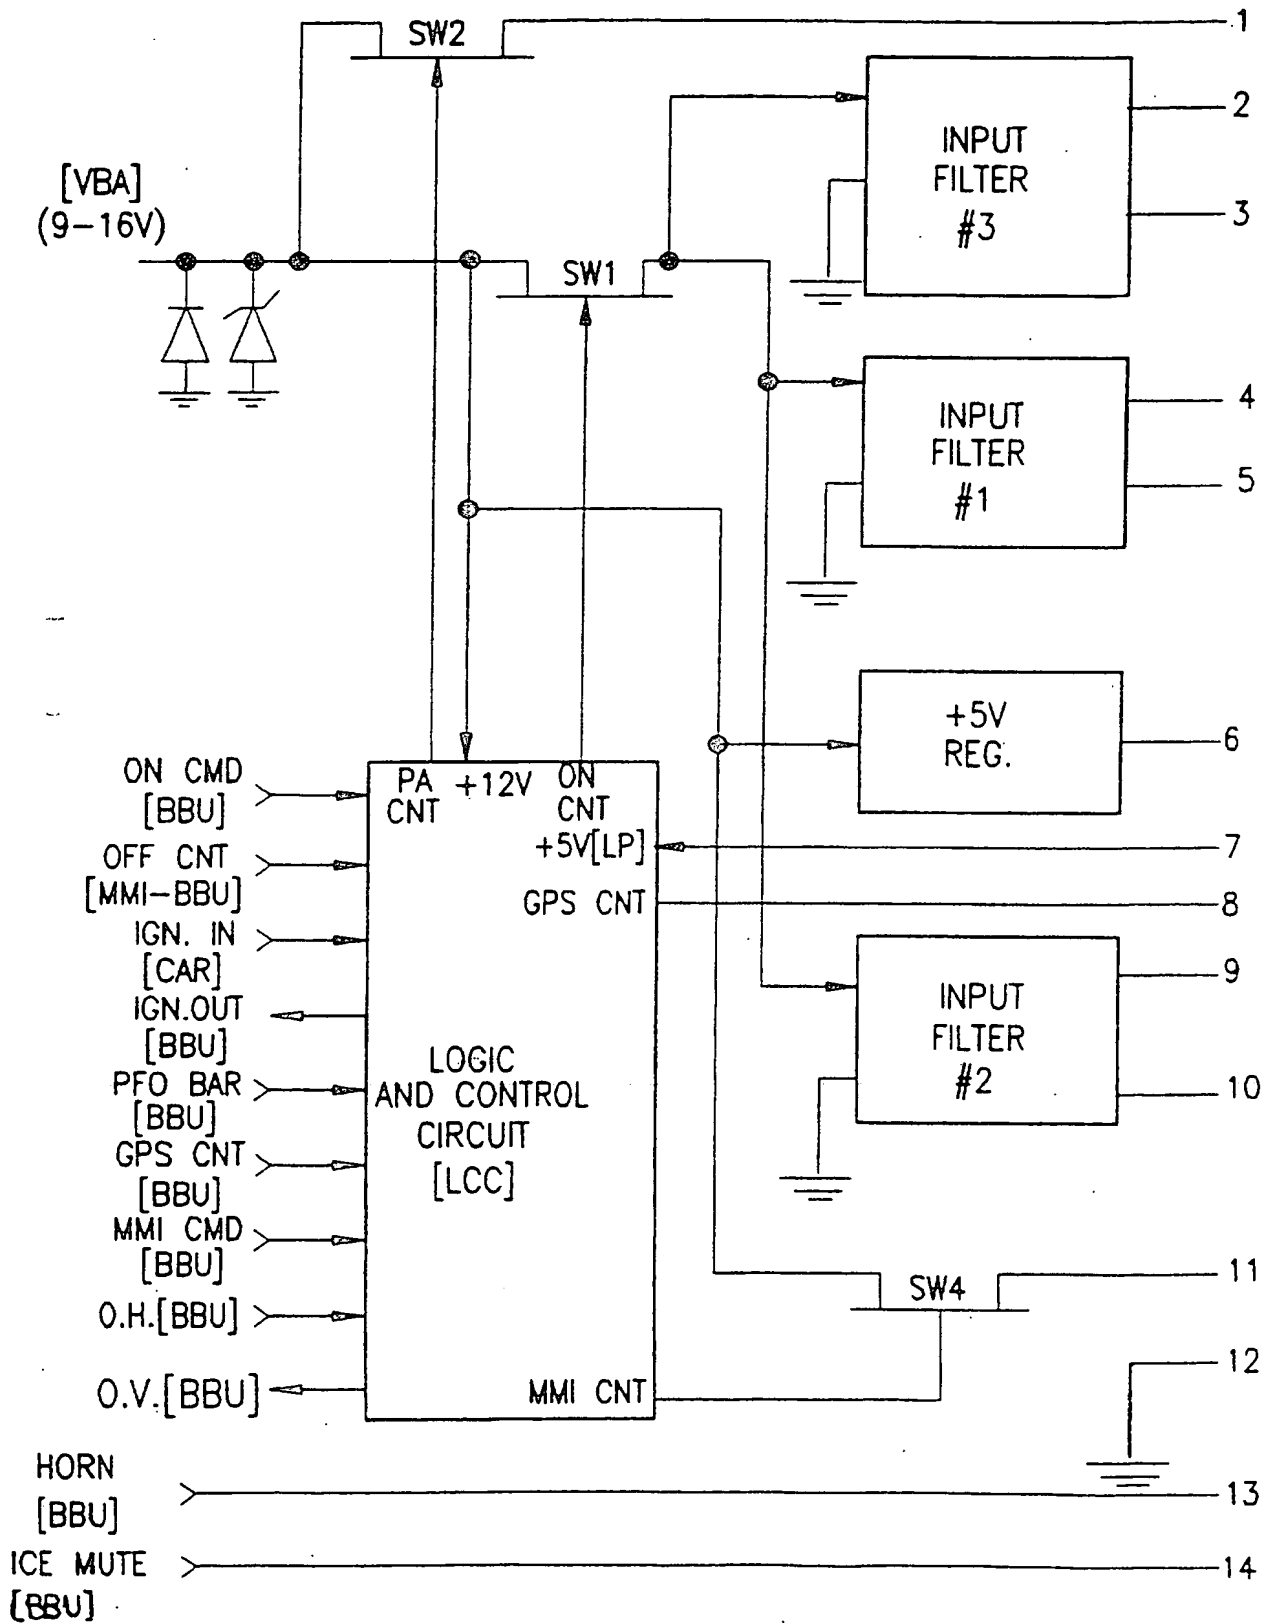 SW2
1
2
INPUT
FILTER
#3
3
[VBA]
(9-16V)
SW1
4
INPUT
FILTER
#1
5
+5V
REG.
6
ON CMD
[BBU]
PA
CNT
+12V
ON
CNT
+5V[LP]
7
OFF CNT
[MMI-BBU]
GPS CNT
8
IGN. IN
[CAR]
9
INPUT
FILTER
#2
10
IGN.OUT
[BBU]
LOGIC
AND CONTROL
CIRCUIT
[LCC]
PFO BAR
[BBU]
GPS CNT
[BBU]
MMI CMD
[BBU]
SW4
11
O.H.[BBU]
12
O.V.[BBU]
MMI CNT
HORN
[BBU]
13
ICE MUTE
[BBU]
14